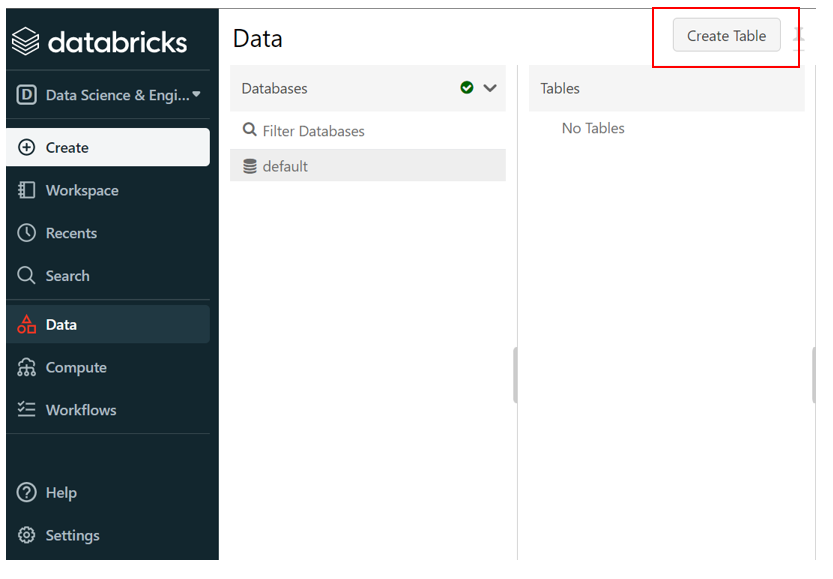 databricks
Data Science & Engi...
Create
Workspace
Recents
Search
Data
Compute
Workflows
Help
Settings
Data
Create Table
Databases
Filter Databases
default
Tables
No Tables